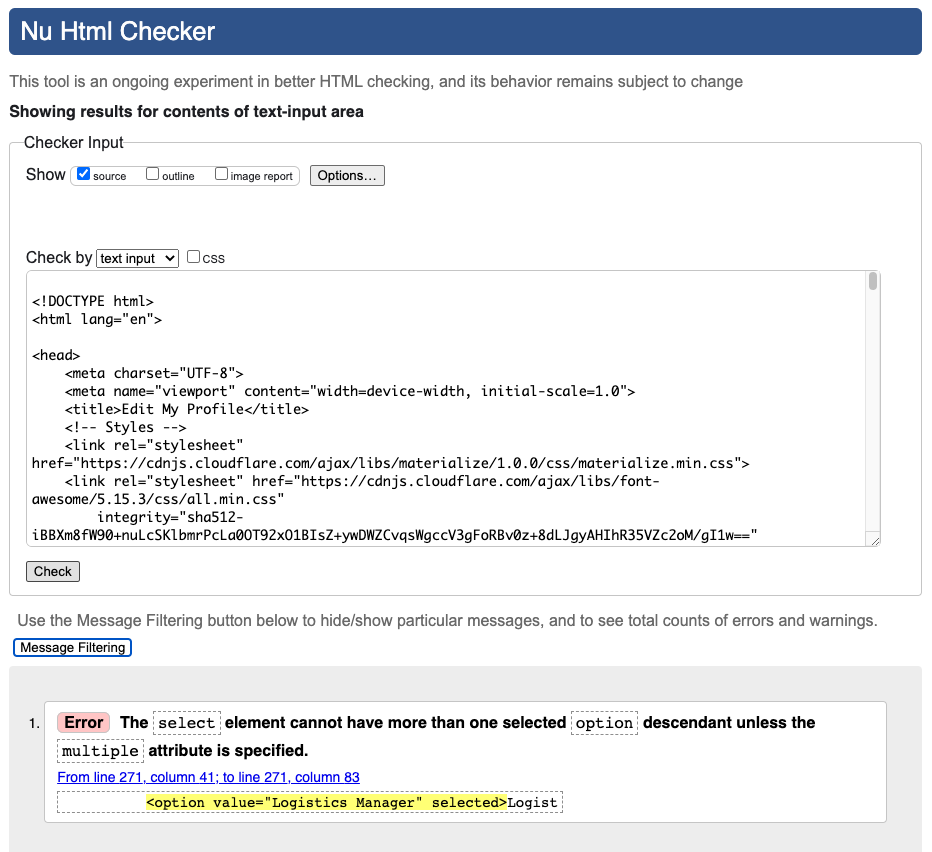 Nu Html Checker
This tool is an ongoing experiment in better HTML checking, and its behavior remains subject to change
Showing results for contents of text-input area
Checker Input
Show source outline image report Options...
Check by text input CSS
<!DOCTYPE html>
<html lang="en">
<head>
    <meta charset="UTF-8">
    <meta name="viewport" content="width=device-width, initial-scale=1.0">
    <title>Edit My Profile</title>
    <!-- Styles -->
    <link rel="stylesheet"
href="https://cdnjs.cloudflare.com/ajax/libs/materialize/1.0.0/css/materialize.min.css">
    <link rel="stylesheet" href="https://cdnjs.cloudflare.com/ajax/libs/font-
awesome/5.15.3/css/all.min.css"
        integrity="sha512-
iBBXm8fW90+nuLcSKlbmrPcLa0OT92xO1BIsZ+ywDWZCvqsWgccV3gFoRBv0z+8dLJgyAHIhR35VZc2oM/gI1w=="
Check
Use the Message Filtering button below to hide/show particular messages, and to see total counts of errors and warnings.
Message Filtering
1. Error The select element cannot have more than one selected option descendant unless the
multiple attribute is specified.
From line 271, column 41; to line 271, column 83
<option value="Logistics Manager" selected>Logist